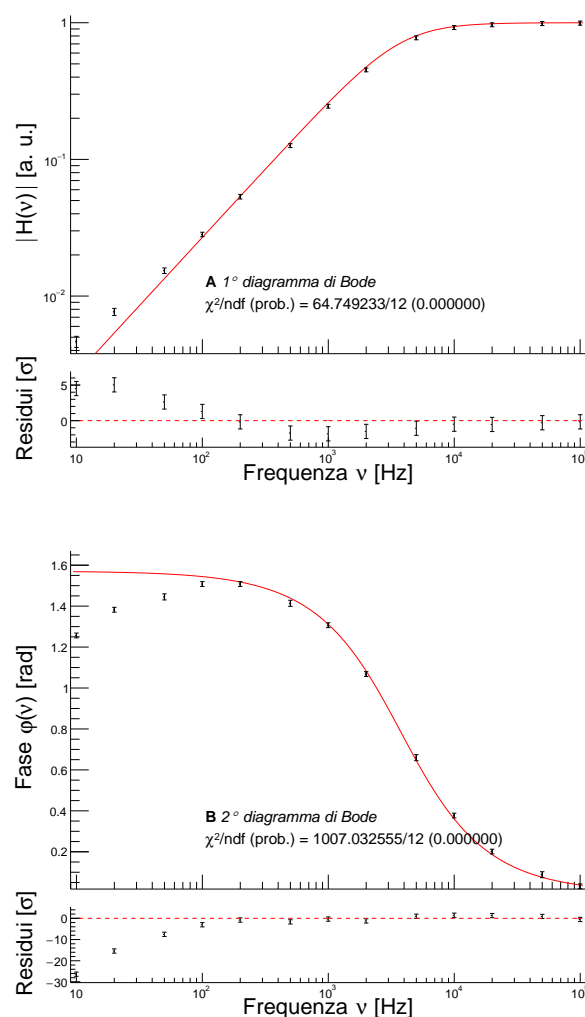 1
10⁻¹
10⁻²
|H(ν)| [a. u.]
A 1° diagramma di Bode
χ²/ndf (prob.) = 64.749233/12 (0.000000)
5
0
Residui [σ]
10
10²
10³
10⁴
Frequenza ν [Hz]
1.6
1.4
1.2
1
0.8
0.6
0.4
0.2
Fase φ(ν) [rad]
B 2° diagramma di Bode
χ²/ndf (prob.) = 1007.032555/12 (0.000000)
0
−10
−20
−30
Residui [σ]
10
10²
10³
10⁴
Frequenza ν [Hz]